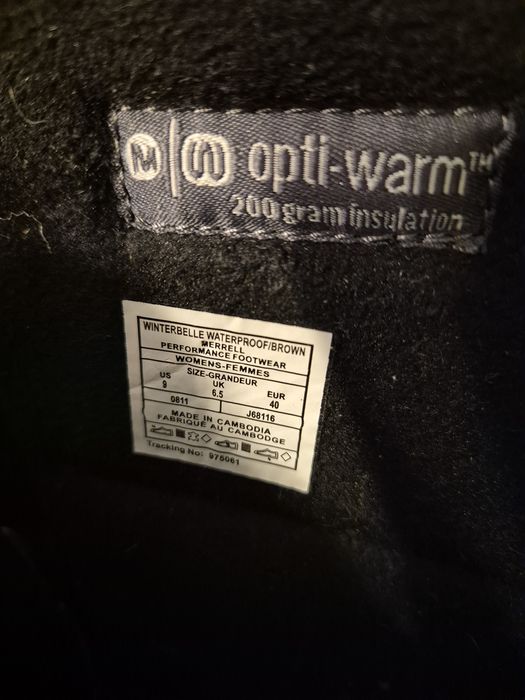 M opti-warm™
200 gram insulation
WINTERBELLE WATERPROOF/BROWN
MERRELL
PERFORMANCE FOOTWEAR
WOMENS-FEMMES
SIZE-GRANDEUR
US UK EUR
9 6.5 40
0811 J68116
MADE IN CAMBODIA
FABRIQUÉ AU CAMBODGE
Tracking No: 975061